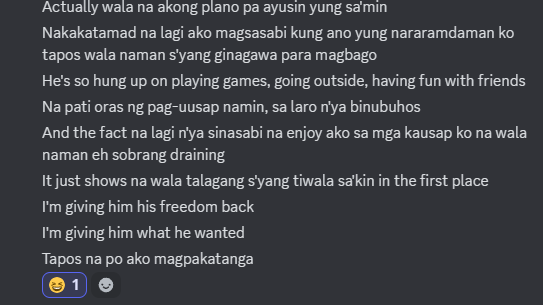 Actually wala na akong plano pa ayusin yung sa'min
Nakakatamad na lagi ako magsasabi kung ano yung nararamdaman ko
tapos wala naman s'yang ginagawa para magbago
He's so hung up on playing games, going outside, having fun with friends
Na pati oras ng pag-uusap namin, sa laro n'ya binubuhos
And the fact na lagi n'ya sinasabi na enjoy ako sa mga kausap ko na wala
naman eh sobrang draining
It just shows na wala talagang s'yang tiwala sa'kin in the first place
I'm giving him his freedom back
I'm giving him what he wanted
Tapos na po ako magpakatanga
1